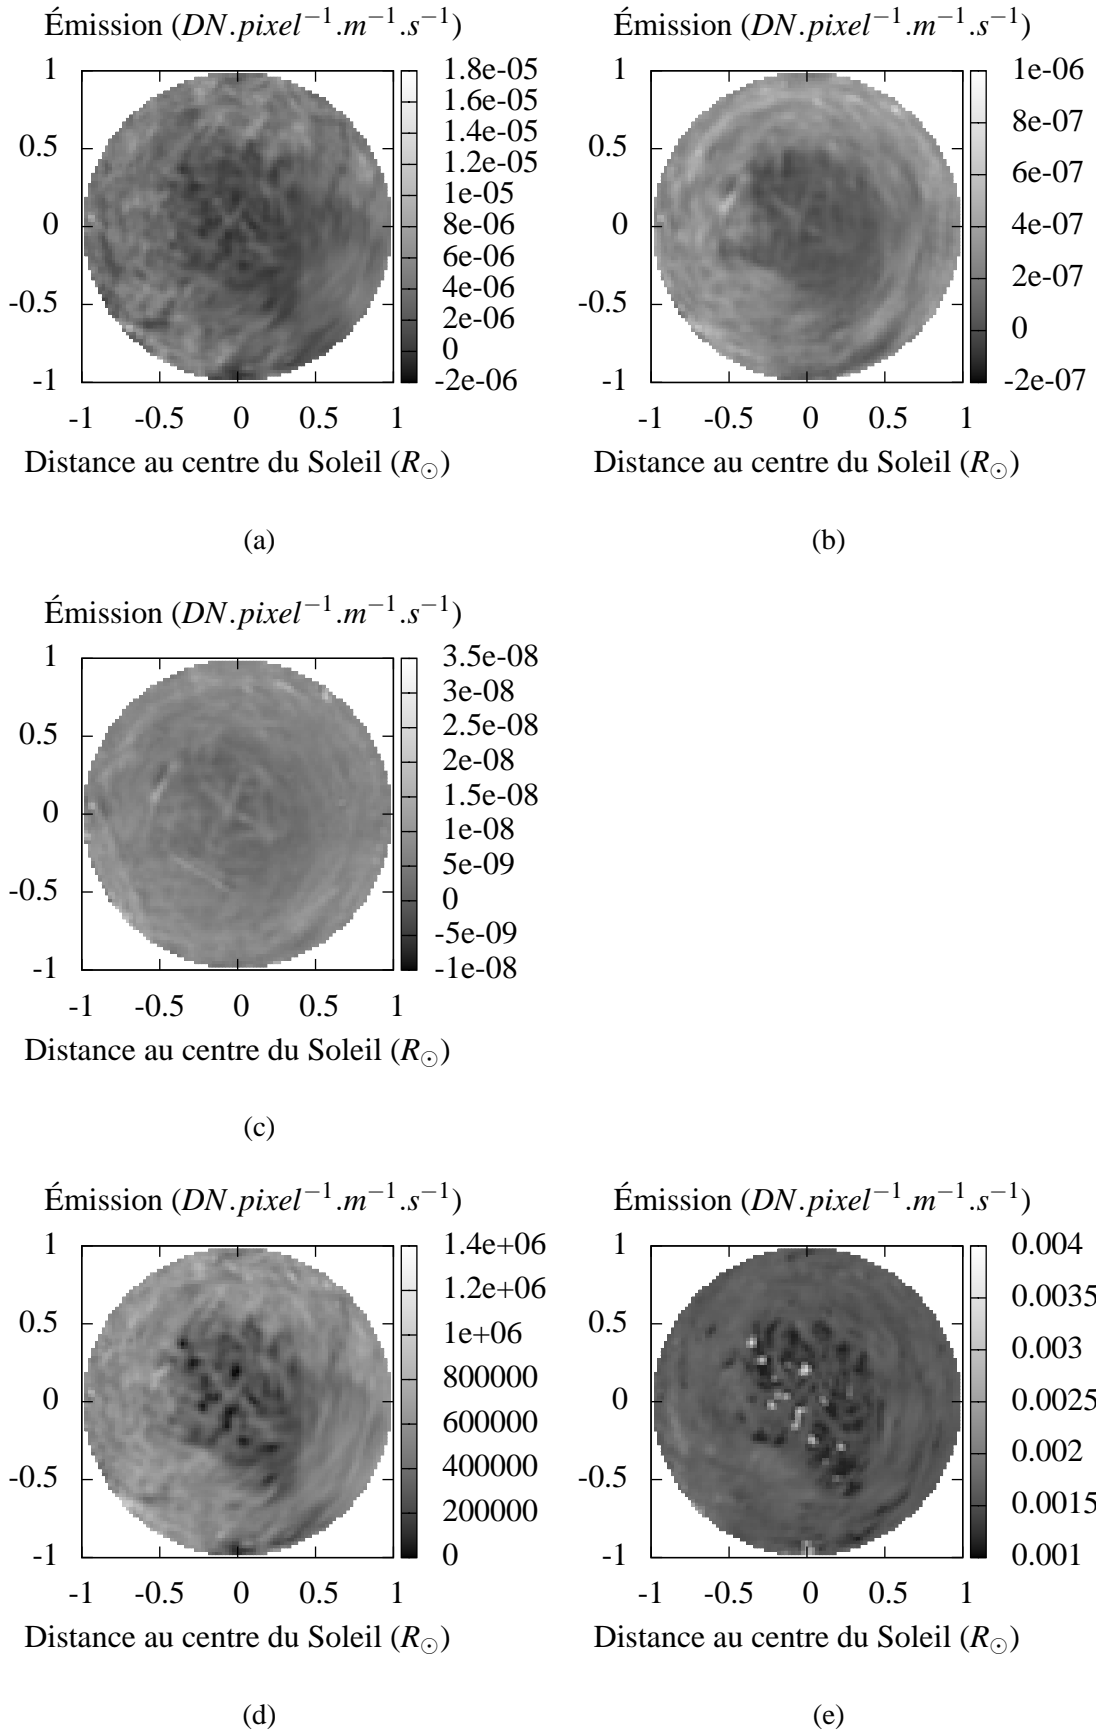 Émission (DN.pixel⁻¹.m⁻¹.s⁻¹)
1
0.5
0
-0.5
-1
-1 -0.5 0 0.5 1
1.8e-05
1.6e-05
1.4e-05
1.2e-05
1e-05
8e-06
6e-06
4e-06
2e-06
0
-2e-06
Distance au centre du Soleil (R☉)
(a)
Émission (DN.pixel⁻¹.m⁻¹.s⁻¹)
1
0.5
0
-0.5
-1
-1 -0.5 0 0.5 1
1e-06
8e-07
6e-07
4e-07
2e-07
0
-2e-07
Distance au centre du Soleil (R☉)
(b)
Émission (DN.pixel⁻¹.m⁻¹.s⁻¹)
1
0.5
0
-0.5
-1
-1 -0.5 0 0.5 1
3.5e-08
3e-08
2.5e-08
2e-08
1.5e-08
1e-08
5e-09
0
-5e-09
-1e-08
Distance au centre du Soleil (R☉)
(c)
Émission (DN.pixel⁻¹.m⁻¹.s⁻¹)
1
0.5
0
-0.5
-1
-1 -0.5 0 0.5 1
1.4e+06
1.2e+06
1e+06
800000
600000
400000
200000
0
Distance au centre du Soleil (R☉)
(d)
Émission (DN.pixel⁻¹.m⁻¹.s⁻¹)
1
0.5
0
-0.5
-1
-1 -0.5 0 0.5 1
0.004
0.0035
0.003
0.0025
0.002
0.0015
0.001
Distance au centre du Soleil (R☉)
(e)